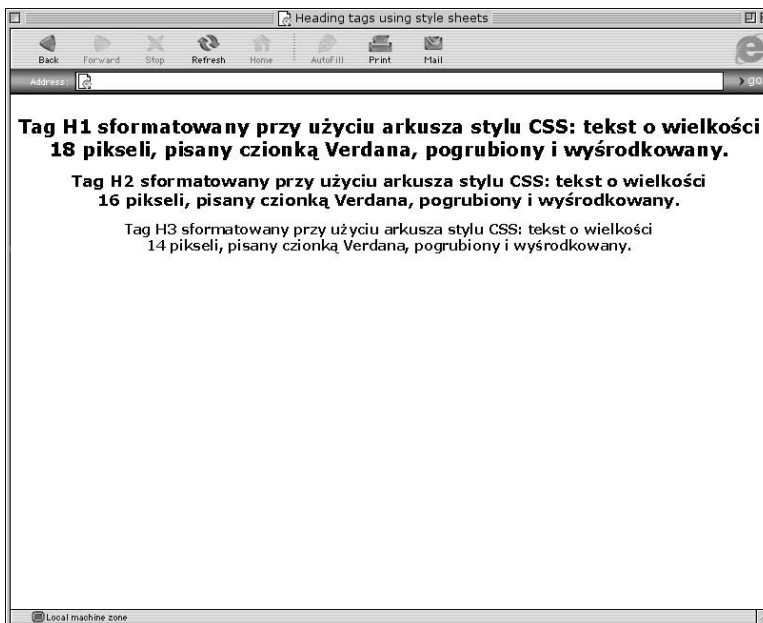 Heading tags using style sheets
Back Forward Stop Refresh Home AutoFill Print Mail
Address: go
Tag H1 sformatowany przy użyciu arkusza stylu CSS: tekst o wielkości
18 pikseli, pisany czionką Verdana, pogrubiony i wyśrodkowany.
Tag H2 sformatowany przy użyciu arkusza stylu CSS: tekst o wielkości
16 pikseli, pisany czionką Verdana, pogrubiony i wyśrodkowany.
Tag H3 sformatowany przy użyciu arkusza stylu CSS: tekst o wielkości
14 pikseli, pisany czionką Verdana, pogrubiony i wyśrodkowany.
Local machine zone